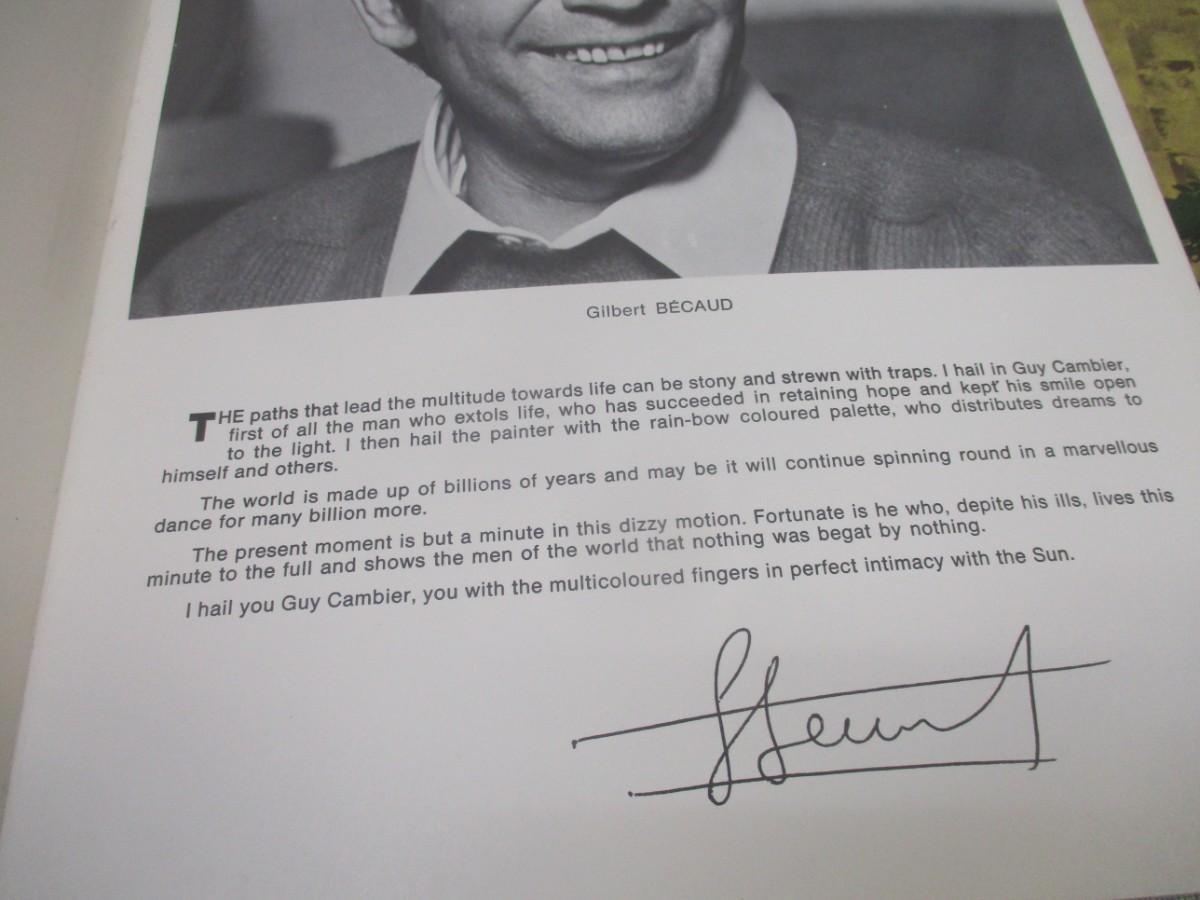 Gilbert BÉCAUD
THE paths that lead the multitude towards life can be stony and strewn with traps. I hail in Guy Cambier,
first of all the man who extols life, who has succeeded in retaining hope and kept his smile open
to the light. I then hail the painter with the rain-bow coloured palette, who distributes dreams to
himself and others.
The world is made up of billions of years and may be it will continue spinning round in a marvellous
dance for many billion more.
The present moment is but a minute in this dizzy motion. Fortunate is he who, depite his ills, lives this
minute to the full and shows the men of the world that nothing was begat by nothing.
I hail you Guy Cambier, you with the multicoloured fingers in perfect intimacy with the Sun.